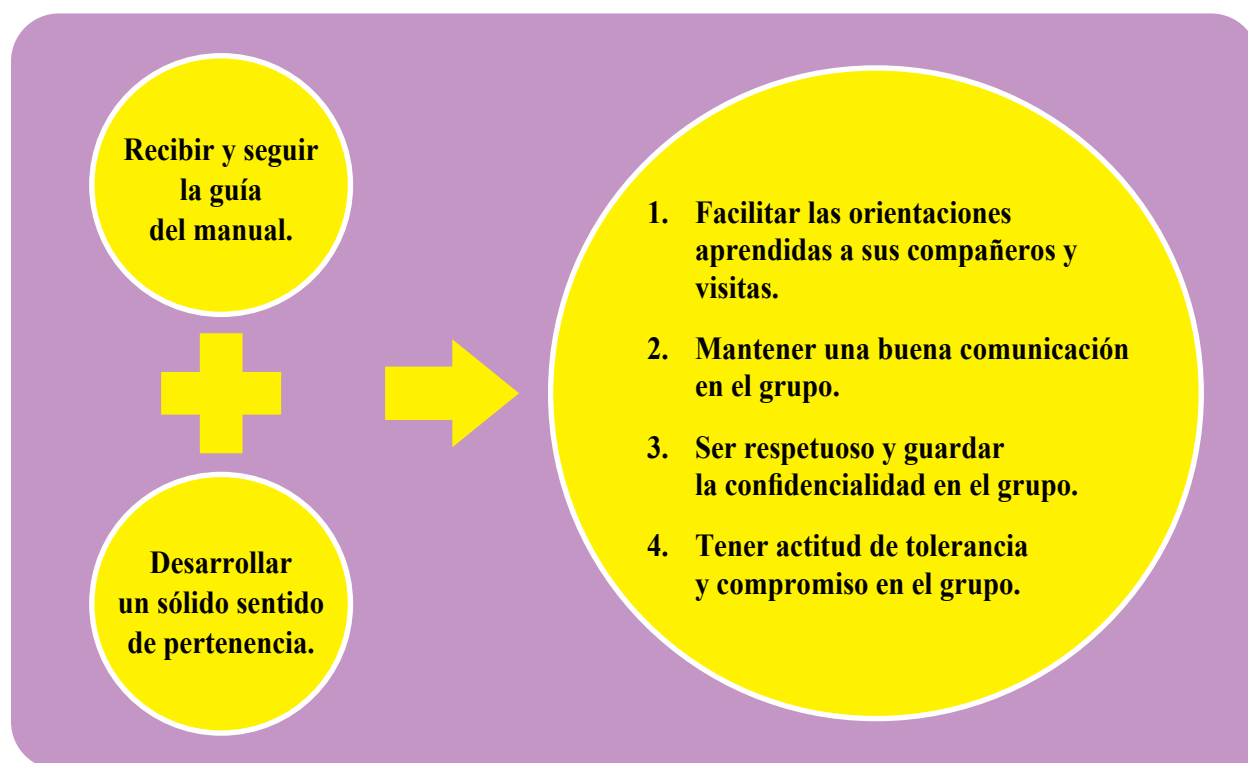 Recibir y seguir
la guía
del manual.
Desarrollar
un sólido sentido
de pertenencia.
1. Facilitar las orientaciones
aprendidas a sus compañeros y
visitas.
2. Mantener una buena comunicación
en el grupo.
3. Ser respetuoso y guardar
la confidencialidad en el grupo.
4. Tener actitud de tolerancia
y compromiso en el grupo.